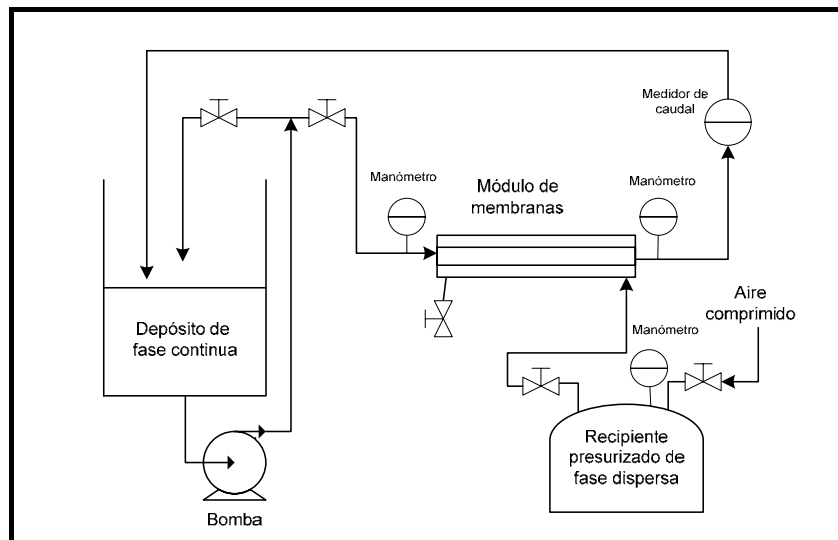 Medidor de
caudal
Manómetro
Módulo de
membranas
Manómetro
Depósito de
fase continua
Aire
comprimido
Manómetro
Recipiente
presurizado de
fase dispersa
Bomba